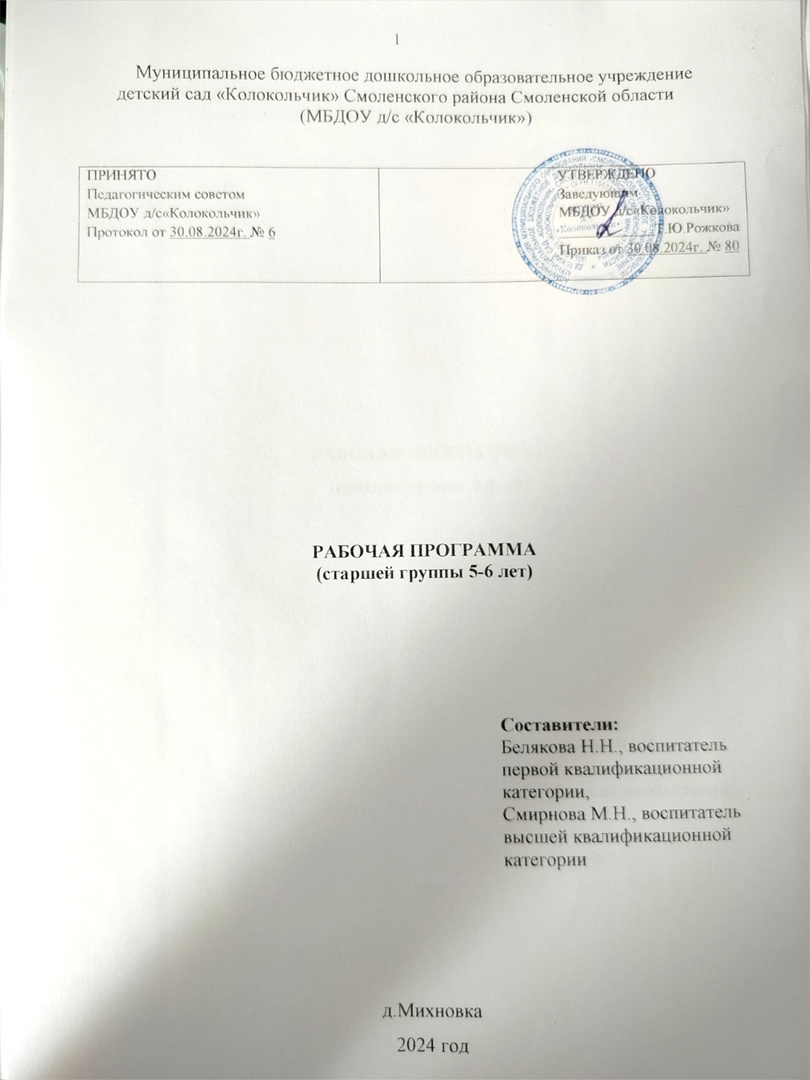 1
Муниципальное бюджетное дошкольное образовательное учреждение
детский сад «Колокольчик» Смоленского района Смоленской области
(МБДОУ д/с «Колокольчик»)
ПРИНЯТО
Педагогическим советом
МБДОУ д/с«Колокольчик»
Протокол от 30.08.2024г. № 6
УТВЕРЖДЕНО
Заведующим
МБДОУ д/с«Колокольчик»
Т.Ю.Рожкова
Приказ от 30.08.2024г. № 80
РАБОЧАЯ ПРОГРАММА
(старшей группы 5-6 лет)
Составители:
Белякова Н.Н., воспитатель
первой квалификационной
категории,
Смирнова М.Н., воспитатель
высшей квалификационной
категории
д.Михновка
2024 год